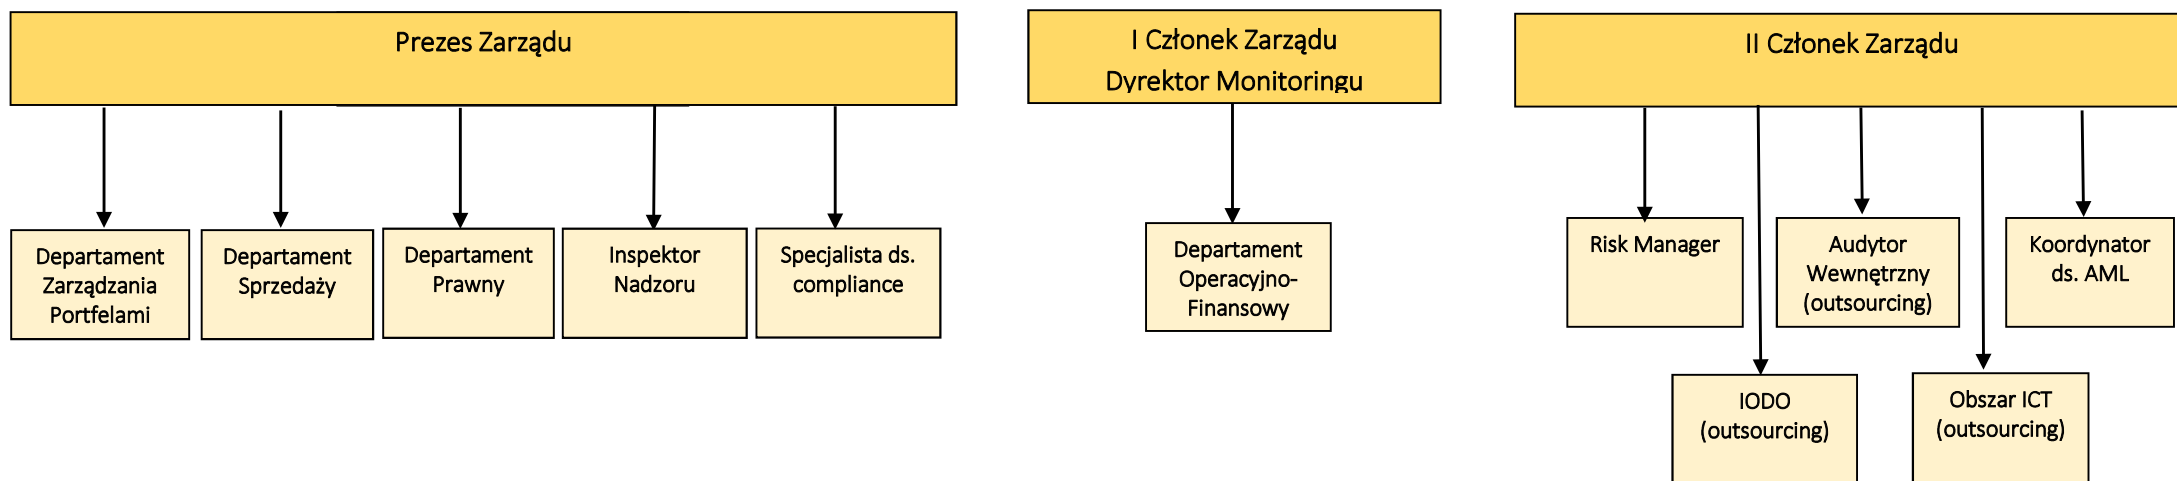 Prezes Zarządu
I Członek Zarządu
Dyrektor Monitoringu
II Członek Zarządu
Departament
Zarządzania
Portfelami
Departament
Sprzedaży
Departament
Prawny
Inspektor
Nadzoru
Specjalista ds.
compliance
Departament
Operacyjno-
Finansowy
Risk Manager
Audytor
Wewnętrzny
(outsourcing)
Koordynator
ds. AML
IODO
(outsourcing)
Obszar ICT
(outsourcing)